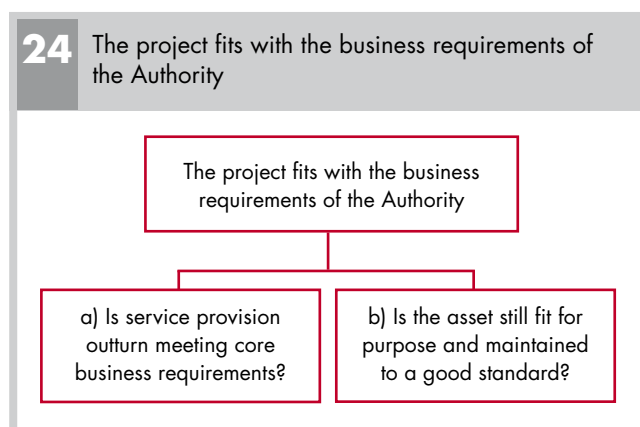 24
The project fits with the business requirements of
the Authority
The project fits with the business
requirements of the Authority
a) Is service provision
outturn meeting core
business requirements?
b) Is the asset still fit for
purpose and maintained
to a good standard?